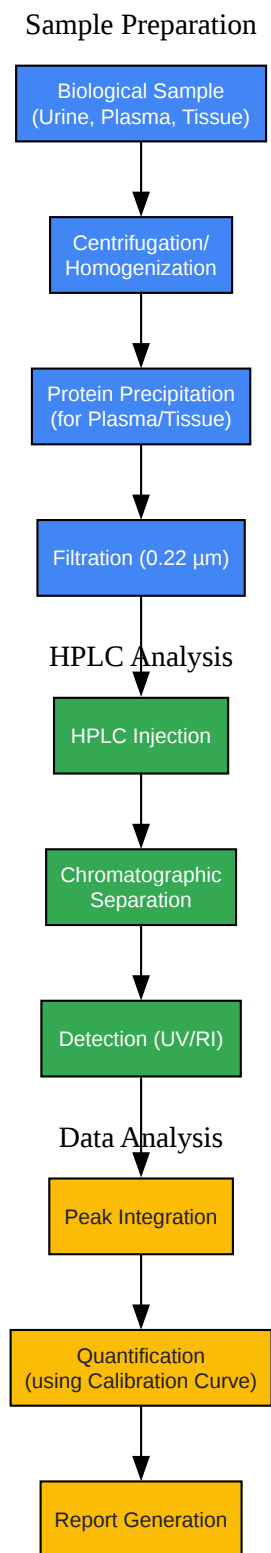 Sample Preparation
Biological Sample
(Urine, Plasma, Tissue)
Centrifugation/
Homogenization
Protein Precipitation
(for Plasma/Tissue)
Filtration (0.22 µm)
HPLC Analysis
HPLC Injection
Chromatographic
Separation
Detection (UV/RI)
Data Analysis
Peak Integration
Quantification
(using Calibration Curve)
Report Generation